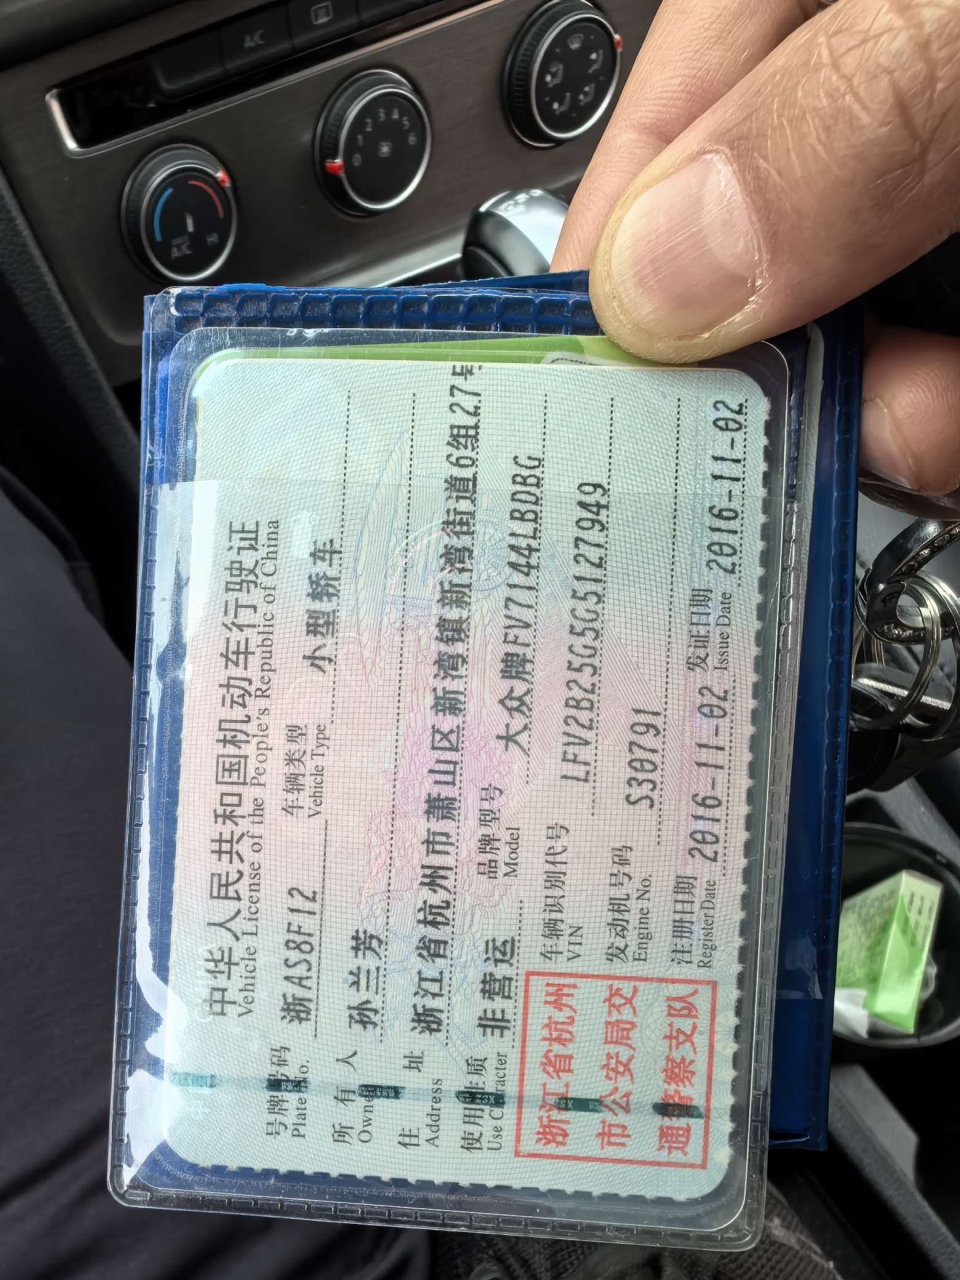 中华人民共和国机动车行驶证
Vehicle License of the People's Republic of China
号牌号码 浙AS8F12 车辆类型 小型轿车
Plate No. Vehicle Type
所有人 孙兰芳
Owner
住址 浙江省杭州市萧山区新湾镇新湾街道6组27号
Address
使用性质 非营运 品牌型号 大众牌FV7144LBDBG
Use Character Model
车辆识别代号 LFV2B25G5G5127949
VIN
发动机号码 S30791
Engine No.
注册日期 2016-11-02 发证日期 2016-11-02
Register Date Issue Date
浙江省杭州
市公安局交
通警察支队
A/C
0 1 2 3 4 5 6